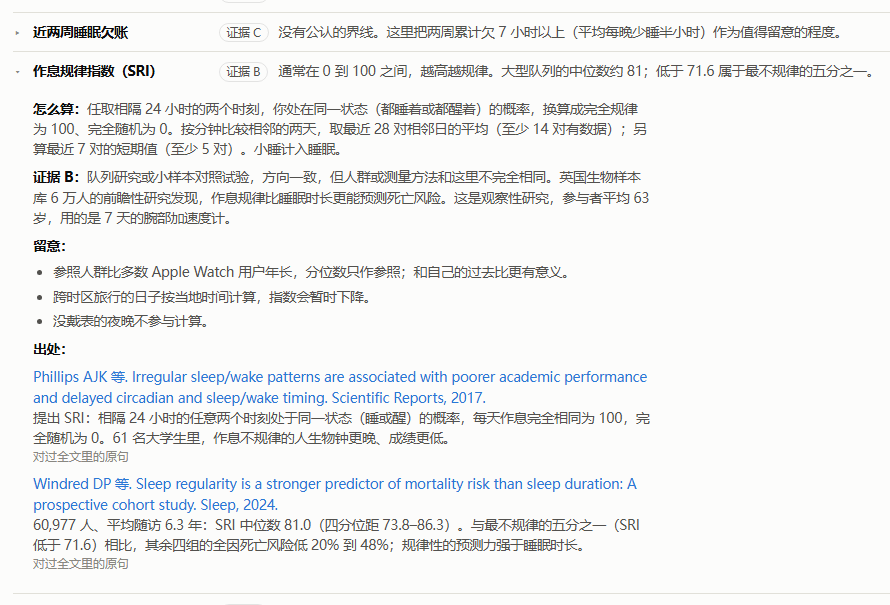 近两周睡眠欠账 证据 C 没有公认的界线。这里把两周累计欠 7 小时以上（平均每晚少睡半小时）作为值得留意的程度。
作息规律指数（SRI） 证据 B 通常在 0 到 100 之间，越高越规律。大型队列的中位数约 81；低于 71.6 属于最不规律的五分之一。
怎么算：任取相隔 24 小时的两个时刻，你处在同一状态（都睡着或都醒着）的概率，换算成完全规律
为 100、完全随机为 0。按分钟比较相邻的两天，取最近 28 对相邻日的平均（至少 14 对有数据）；另
算最近 7 对的短期值（至少 5 对）。小睡计入睡眠。
证据 B：队列研究或小样本对照试验，方向一致，但人群或测量方法和这里不完全相同。英国生物样本
库 6 万人的前瞻性研究发现，作息规律比睡眠时长更能预测死亡风险。这是观察性研究，参与者平均 63
岁，用的是 7 天的腕部加速度计。
留意：
• 参照人群比多数 Apple Watch 用户年长，分位数只作参照；和自己的过去比更有意义。
• 跨时区旅行的日子按当地时间计算，指数会暂时下降。
• 没戴表的夜晚不参与计算。
出处：
Phillips AJK 等. Irregular sleep/wake patterns are associated with poorer academic performance
and delayed circadian and sleep/wake timing. Scientific Reports, 2017.
提出 SRI：相隔 24 小时的任意两个时刻处于同一状态（睡或醒）的概率，每天作息完全相同为 100，完
全随机为 0。61 名大学生里，作息不规律的人生物钟更晚、成绩更低。
对过全文里的原句
Windred DP 等. Sleep regularity is a stronger predictor of mortality risk than sleep duration: A
prospective cohort study. Sleep, 2024.
60,977 人、平均随访 6.3 年：SRI 中位数 81.0（四分位距 73.8–86.3）。与最不规律的五分之一（SRI
低于 71.6）相比，其余四组的全因死亡风险低 20% 到 48%；规律性的预测力强于睡眠时长。
对过全文里的原句